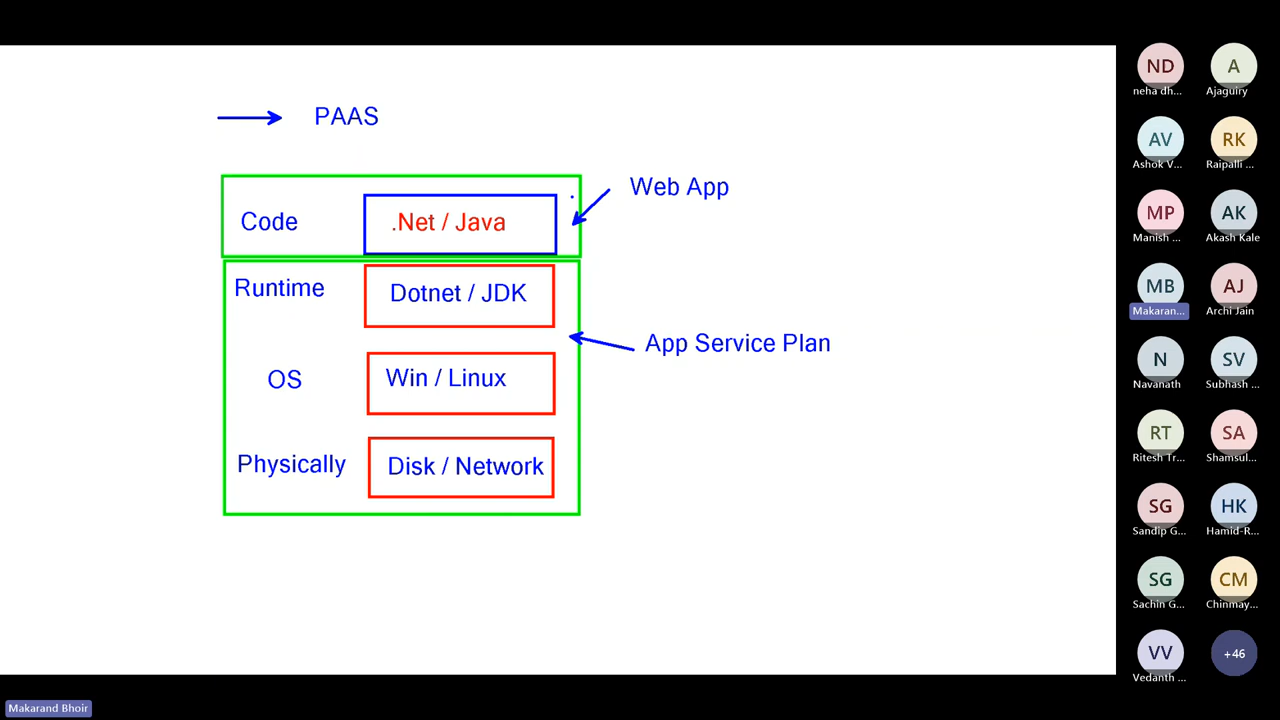 PAAS
Web App
Code
.Net / Java
Runtime
Dotnet / JDK
App Service Plan
OS
Win / Linux
Physically
Disk / Network
ND
neha dh...
A
Ajaguiry
AV
Ashok V...
RK
Raipalli ...
MP
Manish ...
AK
Akash Kale
MB
Makaran...
AJ
Archi Jain
N
Navanath
SV
Subhash ...
RT
Ritesh Tr...
SA
Shamsul...
SG
Sandip G...
HK
Hamid-R...
SG
Sachin G...
CM
Chinmay...
VV
Vedanth ...
+46
Makarand Bhoir